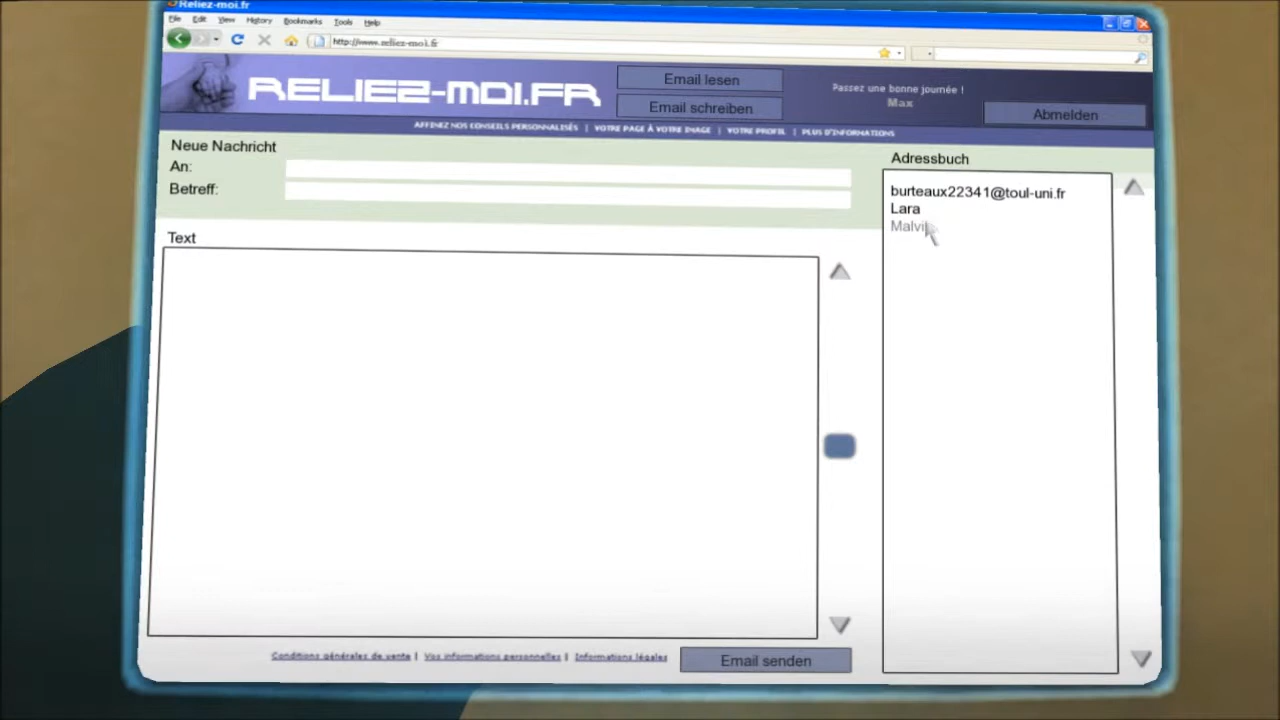 Reliez-moi.fr
File Edit View History Bookmarks Tools Help
http://www.reliez-moi.fr
RELIEZ-MOI.FR
Email lesen
Email schreiben
Passez une bonne journée !
Max
Abmelden
AFFINEZ NOS CONSEILS PERSONNALISÉS | VOTRE PAGE À VOTRE IMAGE | VOTRE PROFIL | PLUS D'INFORMATIONS
Neue Nachricht
An:
Betreff:
Text
Adressbuch
burteaux22341@toul-uni.fr
Lara
Conditions générales de vente | Vos informations personnelles | Informations légales
Email senden